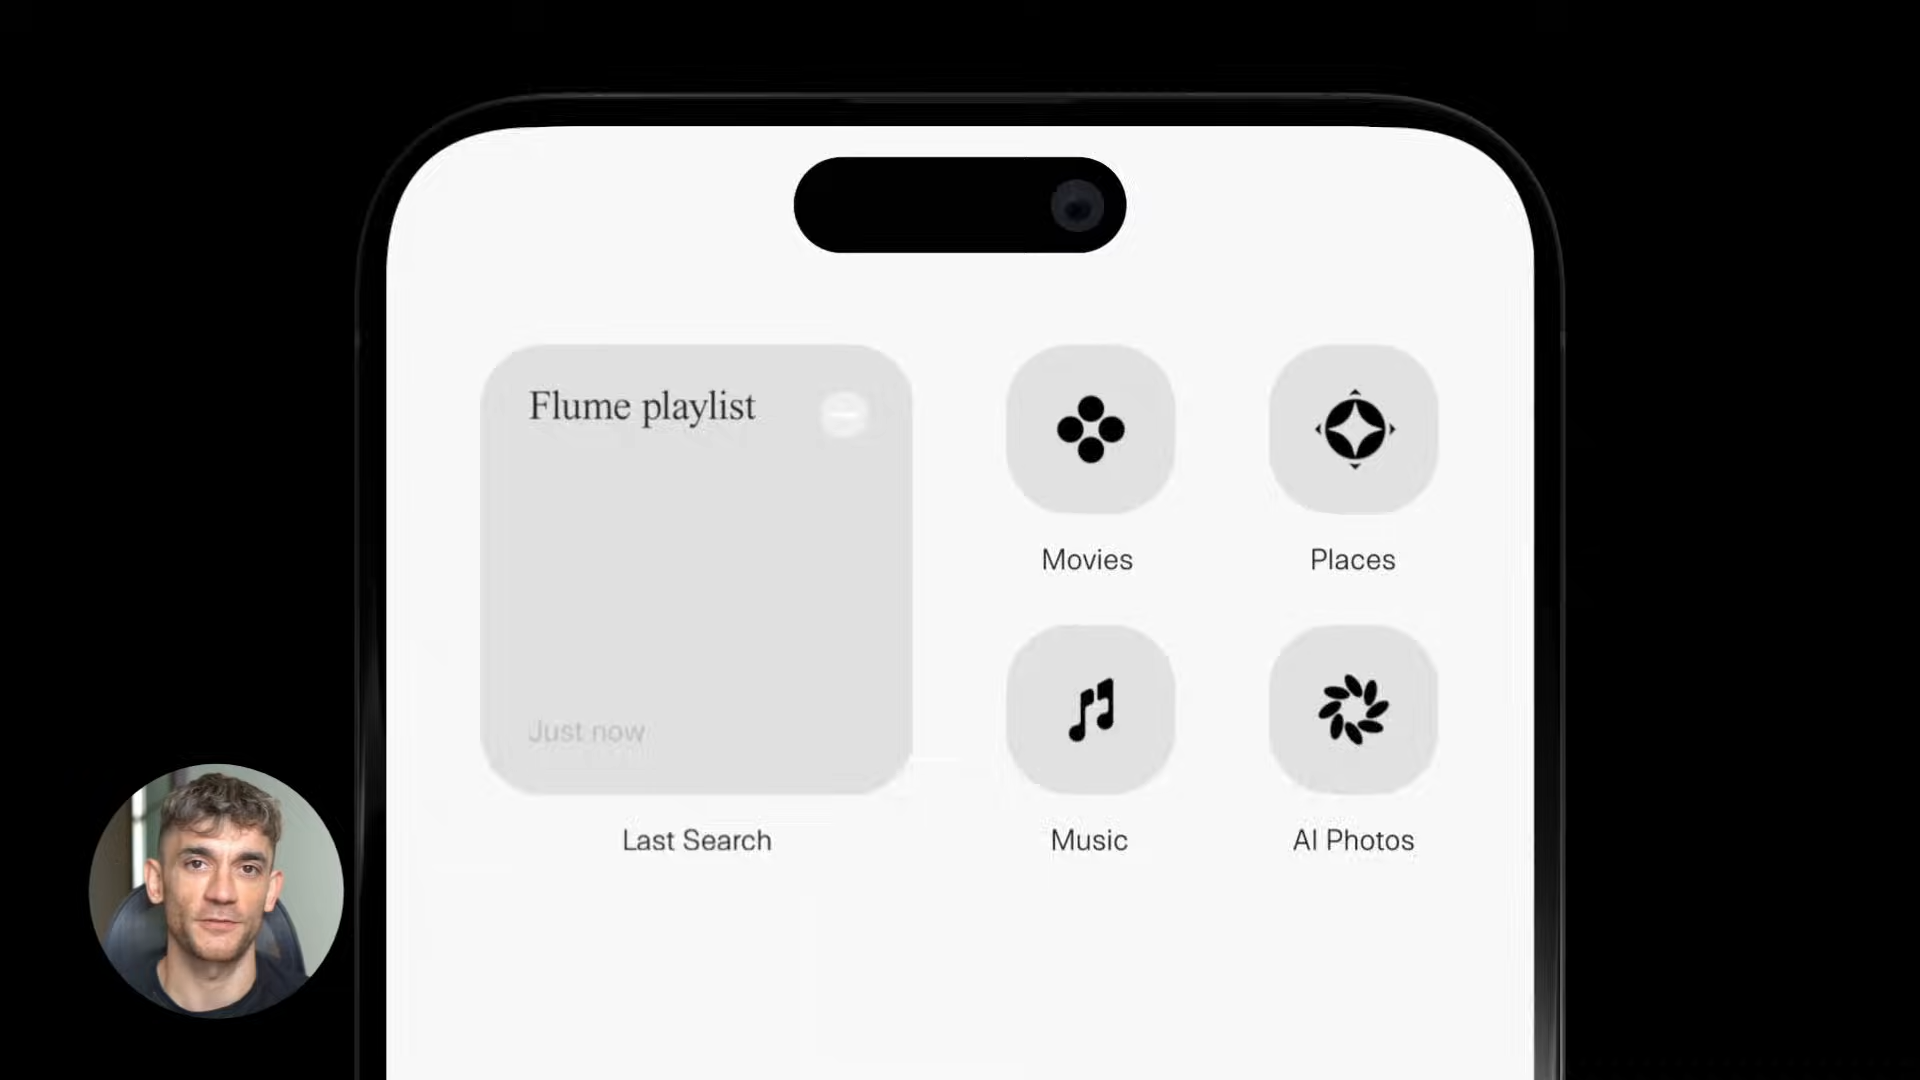 Flume playlist
Just now
Last Search
Movies
Places
Music
AI Photos